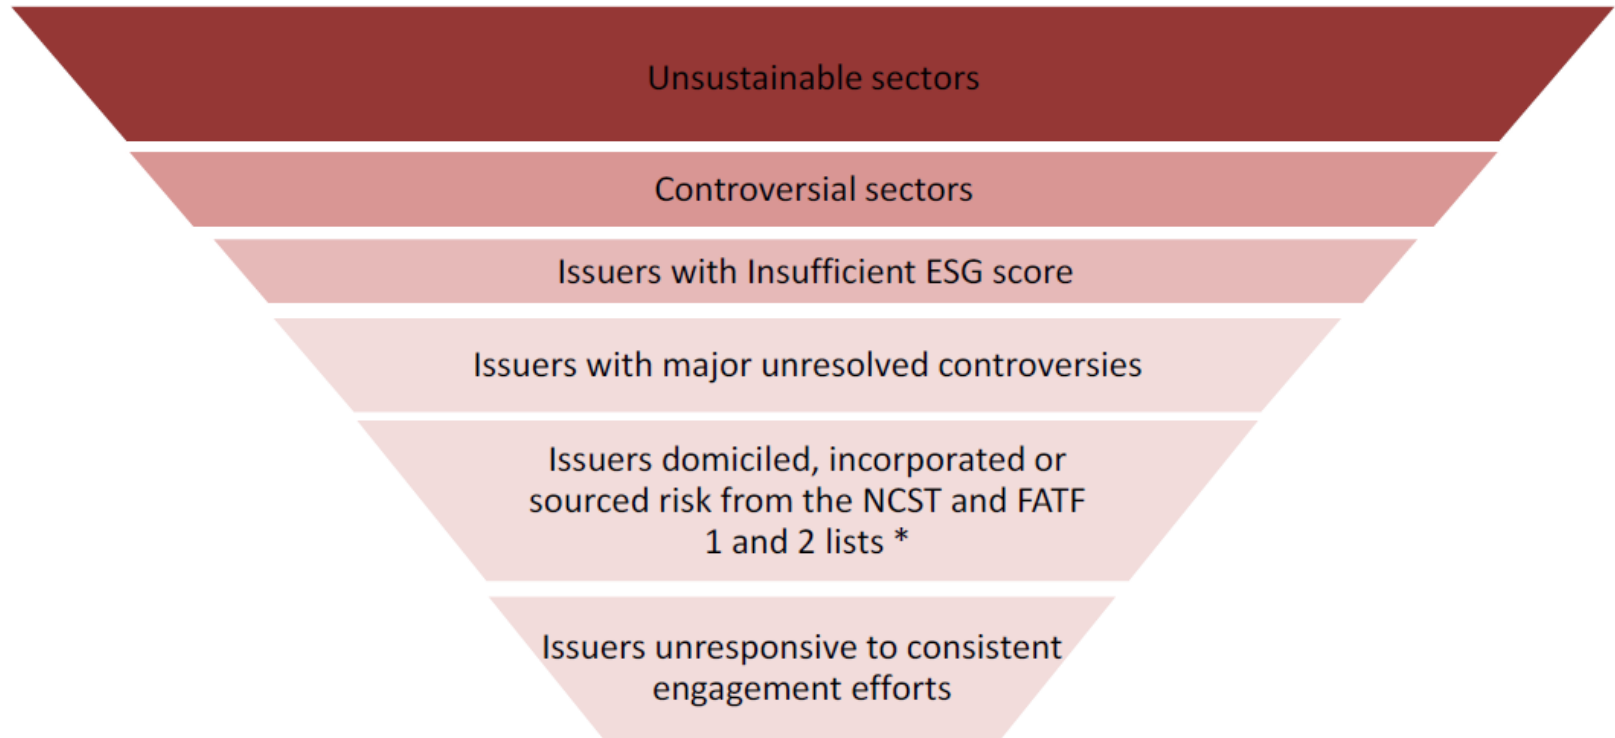 Unsustainable sectors
Controversial sectors
Issuers with Insufficient ESG score
Issuers with major unresolved controversies
Issuers domiciled, incorporated or
sourced risk from the NCST and FATF
1 and 2 lists *
Issuers unresponsive to consistent
engagement efforts